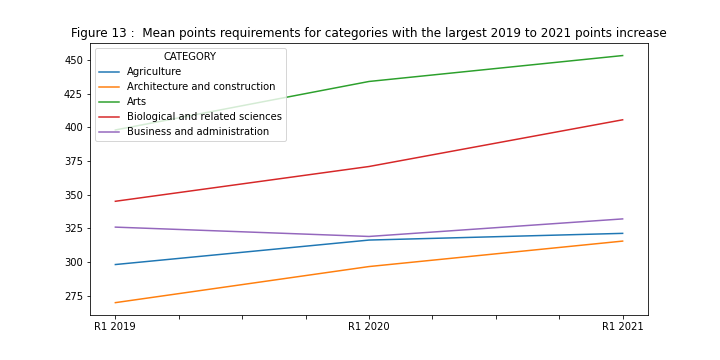 Figure 13 :  Mean points requirements for categories with the largest 2019 to 2021 points increase
CATEGORY
Agriculture
Architecture and construction
Arts
Biological and related sciences
Business and administration
450
425
400
375
350
325
300
275
R1 2019
R1 2020
R1 2021